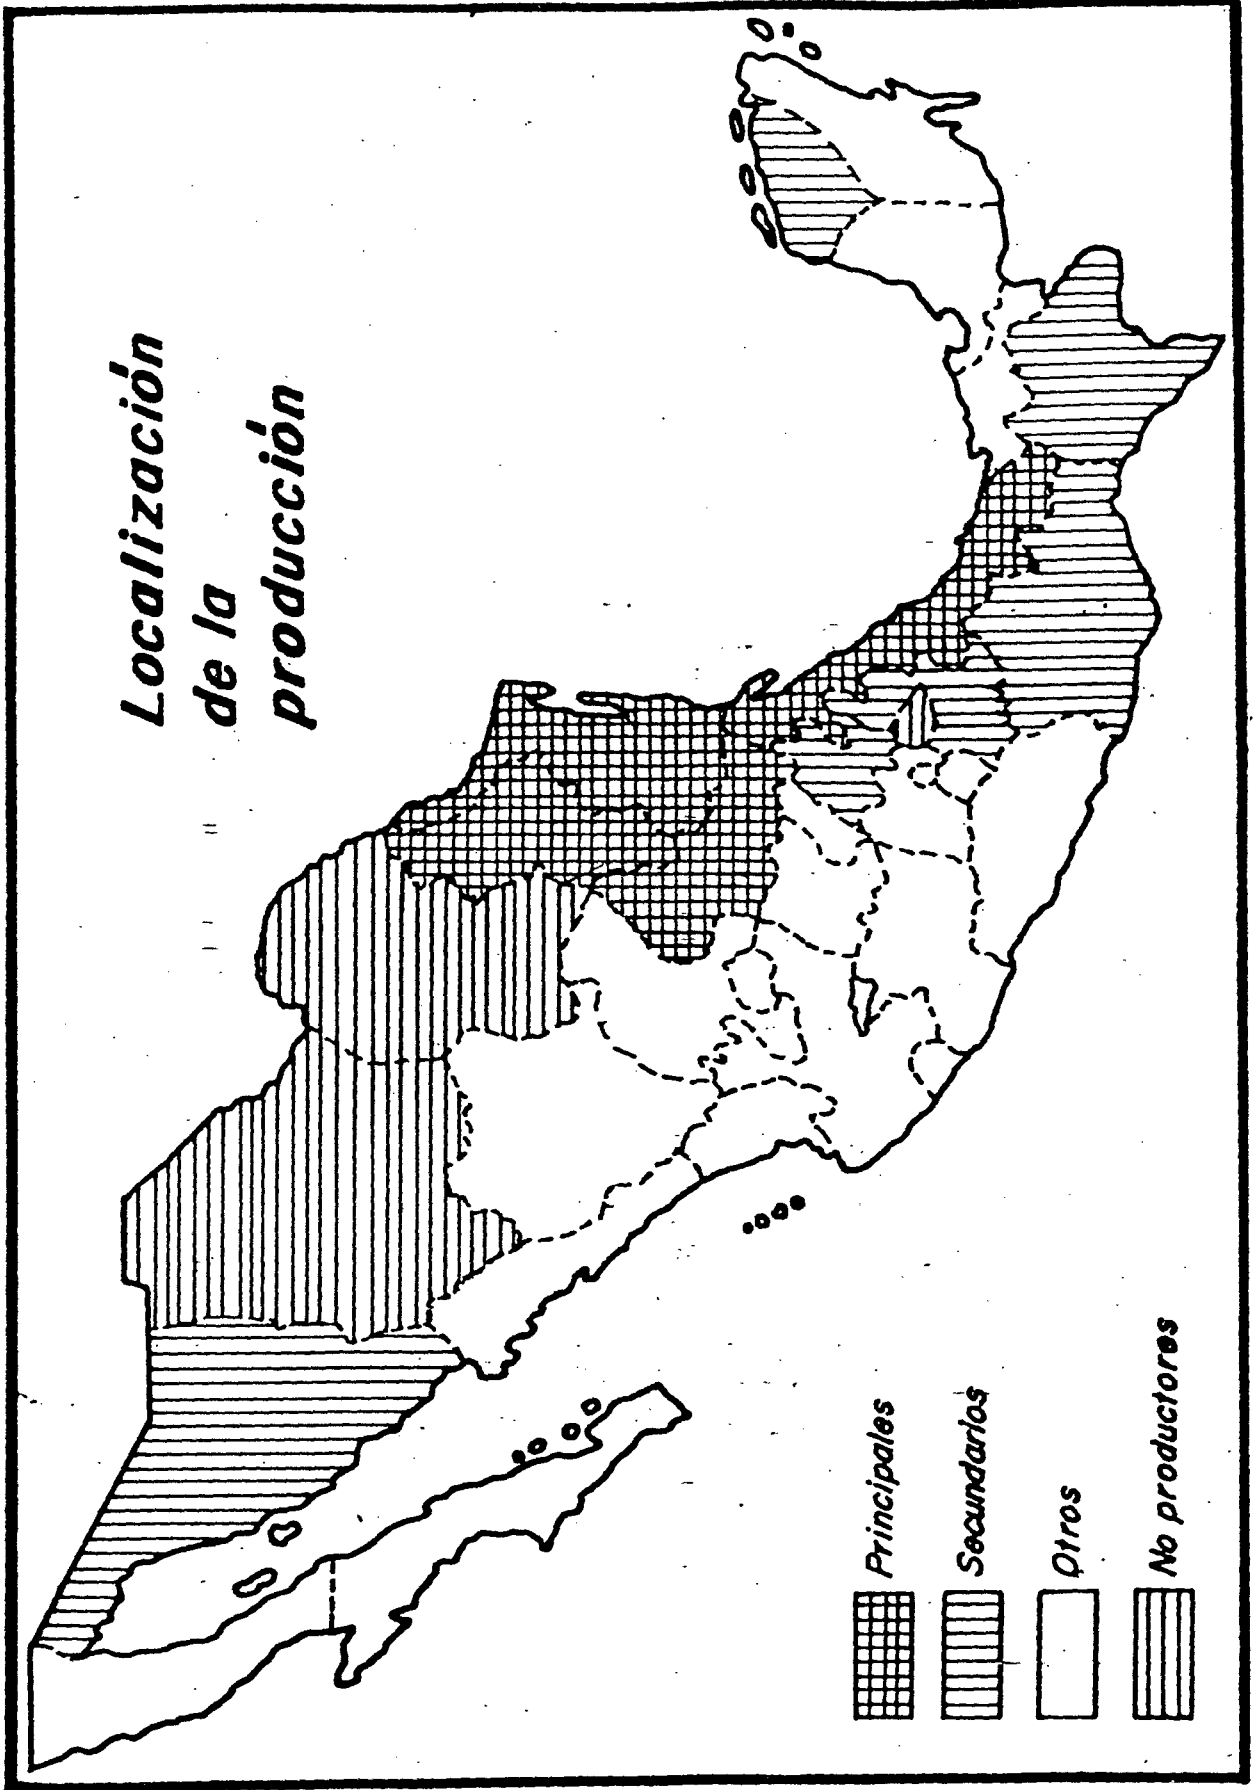 Localización
de la
producción
Principales
Secundarios
Otros
No productores